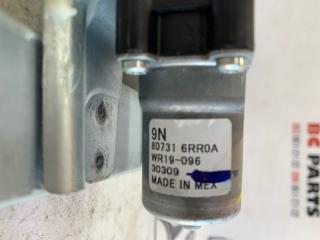 9N
80731 6RR0A
WR19-096
30309
MADE IN MEX
BC PARTS